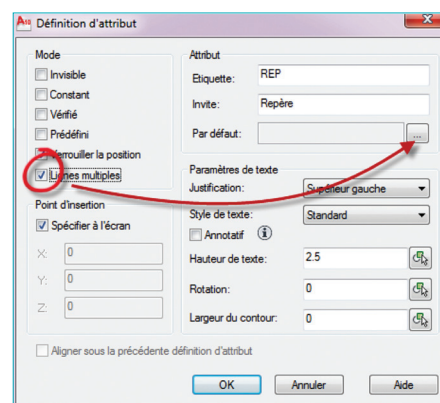 Définition d'attribut
Mode
Invisible
Constant
Vérifié
Prédéfini
Verrouiller la position
Lignes multiples
Point d'insertion
Spécifier à l'écran
X: 0
Y: 0
Z: 0
Attribut
Etiquette: REP
Invite: Repère
Par défaut: ...
Paramètres de texte
Justification: Supérieur gauche
Style de texte: Standard
Annotatif
Hauteur de texte: 2.5
Rotation: 0
Largeur du contour: 0
Aligner sous la précédente définition d'attribut
OK Annuler Aide